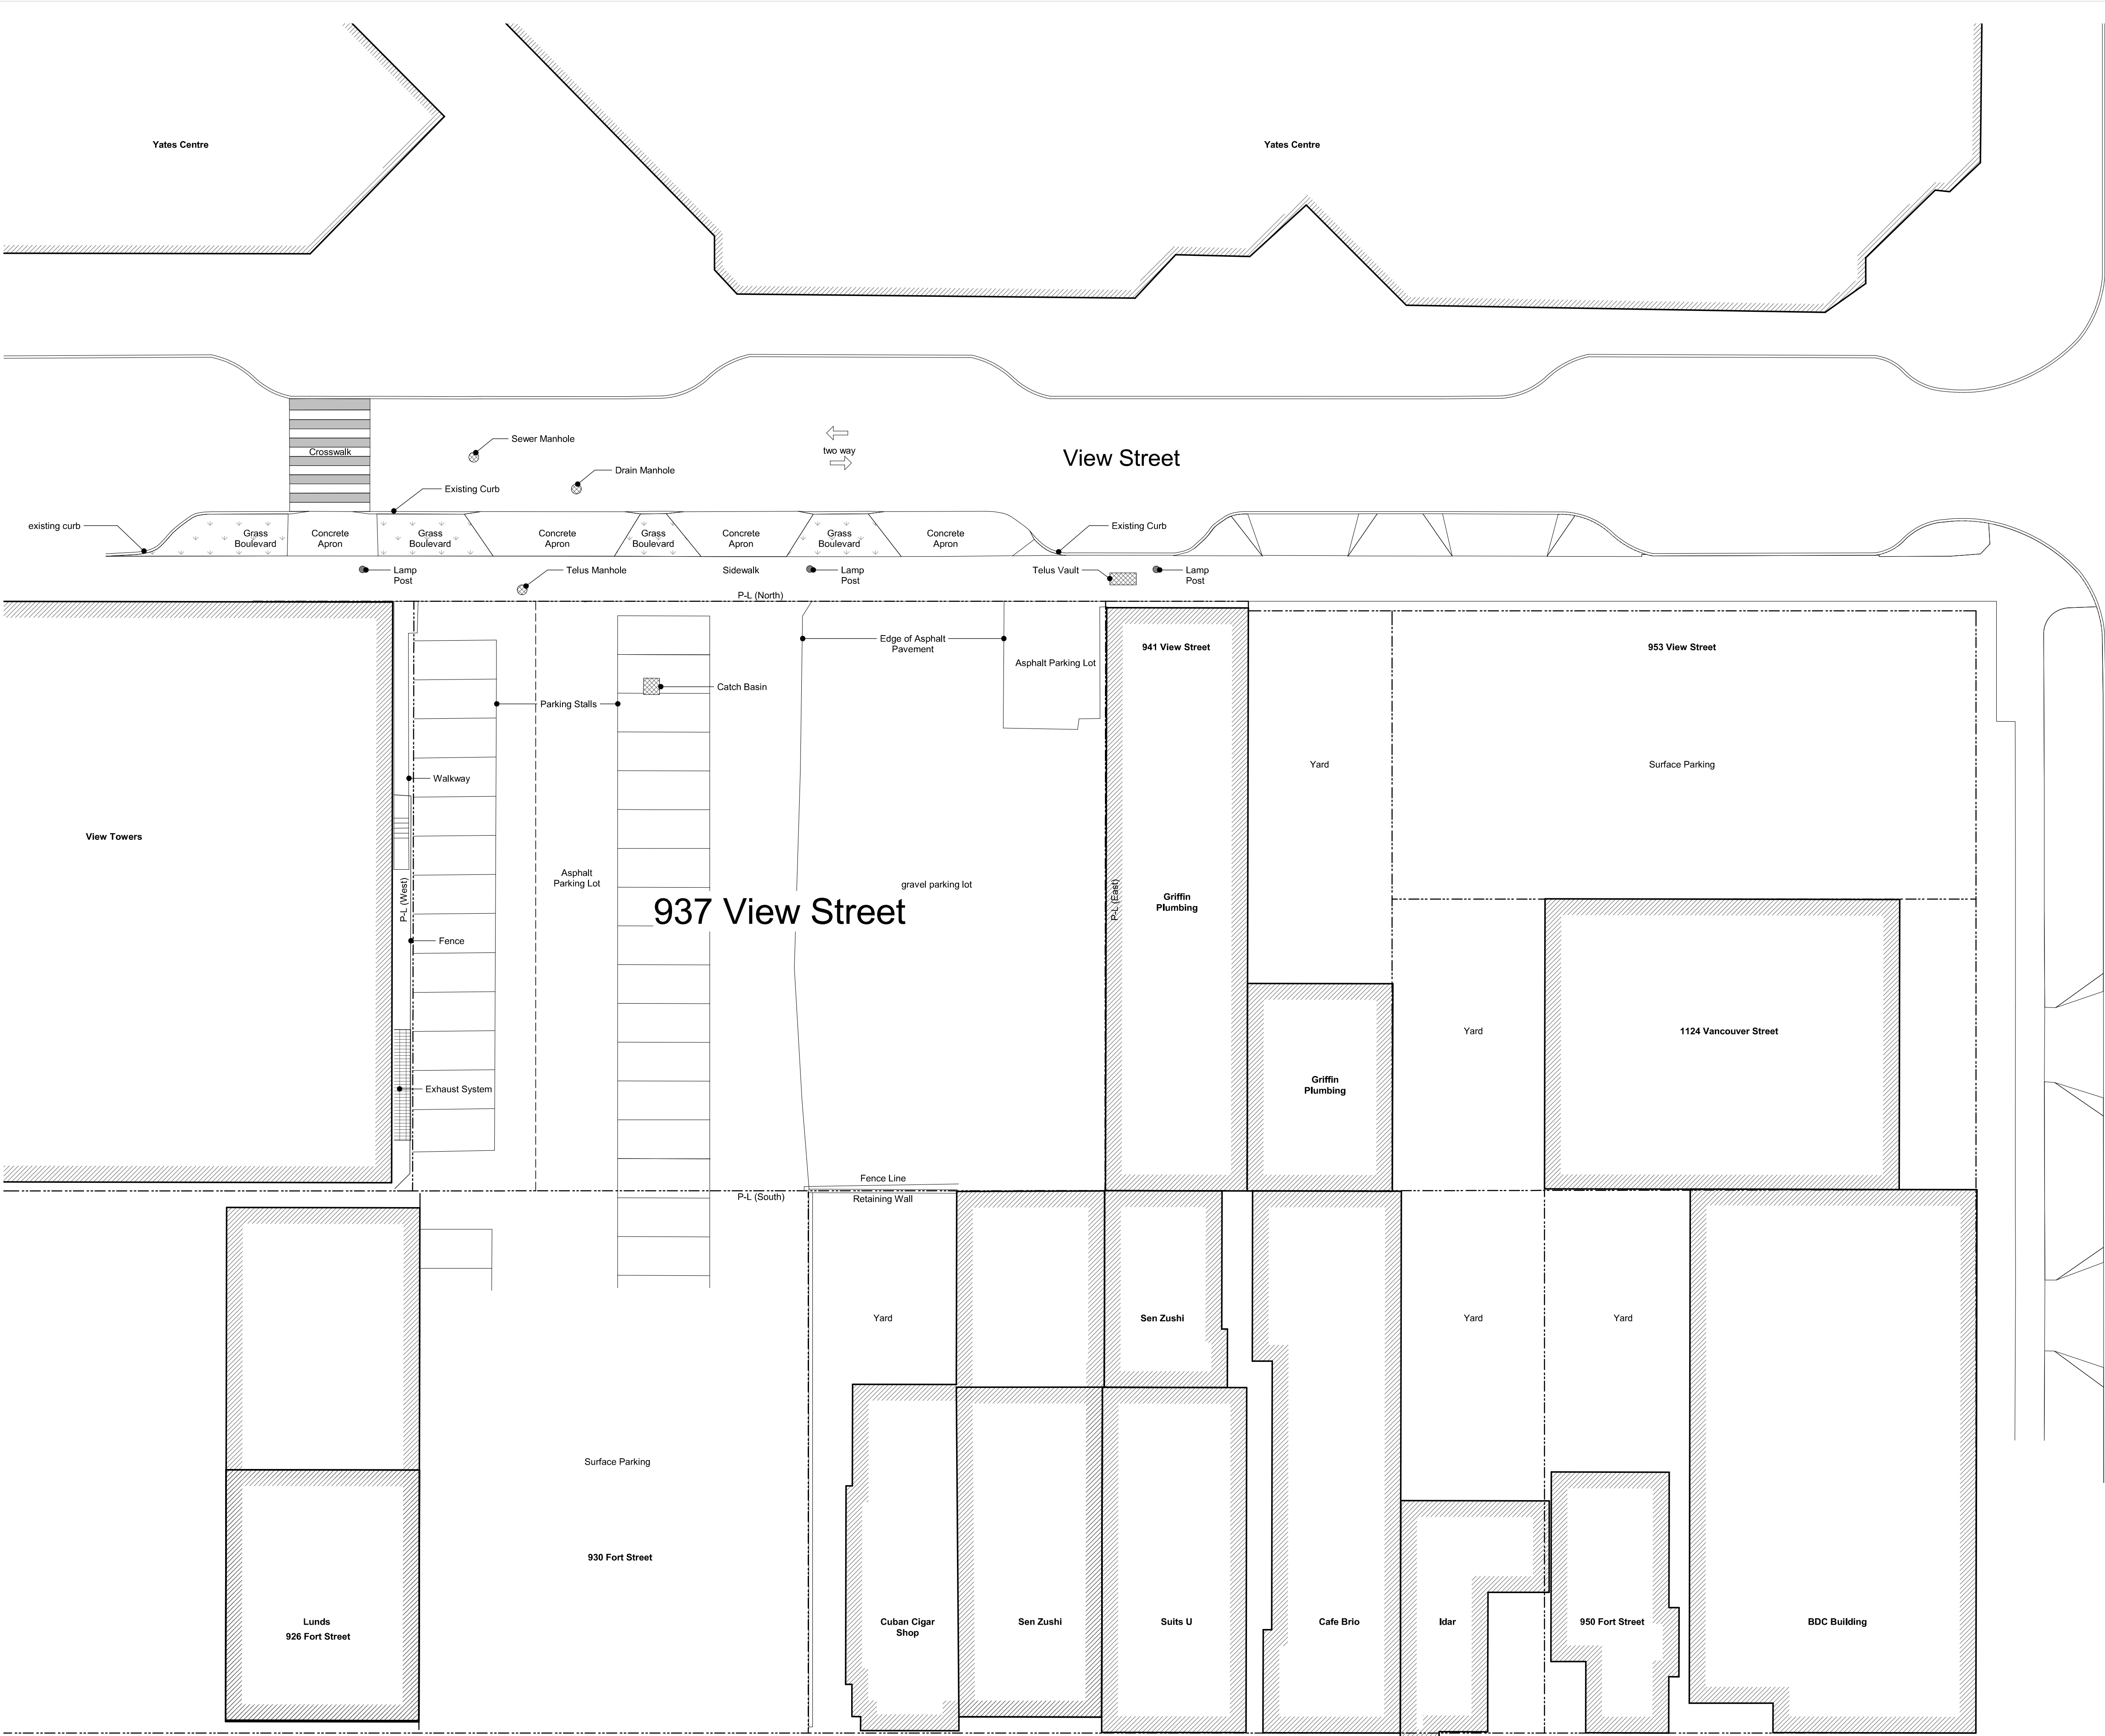 Yates Centre
Yates Centre
Crosswalk
Sewer Manhole
two way
View Street
Drain Manhole
Existing Curb
existing curb
Grass
Boulevard
Concrete
Apron
Grass
Boulevard
Concrete
Apron
Grass
Boulevard
Concrete
Apron
Grass
Boulevard
Concrete
Apron
Existing Curb
Lamp
Post
Telus Manhole
Sidewalk
Lamp
Post
Telus Vault
Lamp
Post
P-L (North)
Edge of Asphalt
Pavement
Asphalt Parking Lot
941 View Street
953 View Street
Catch Basin
Parking Stalls
Walkway
Yard
Surface Parking
View Towers
Asphalt
Parking Lot
P-L (West)
937 View Street
gravel parking lot
P-L (East)
Griffin
Plumbing
Fence
Yard
1124 Vancouver Street
Exhaust System
Griffin
Plumbing
Fence Line
P-L (South)
Retaining Wall
Yard
Sen Zushi
Yard
Yard
Surface Parking
930 Fort Street
Lunds
926 Fort Street
Cuban Cigar
Shop
Sen Zushi
Suits U
Cafe Brio
Idar
950 Fort Street
BDC Building